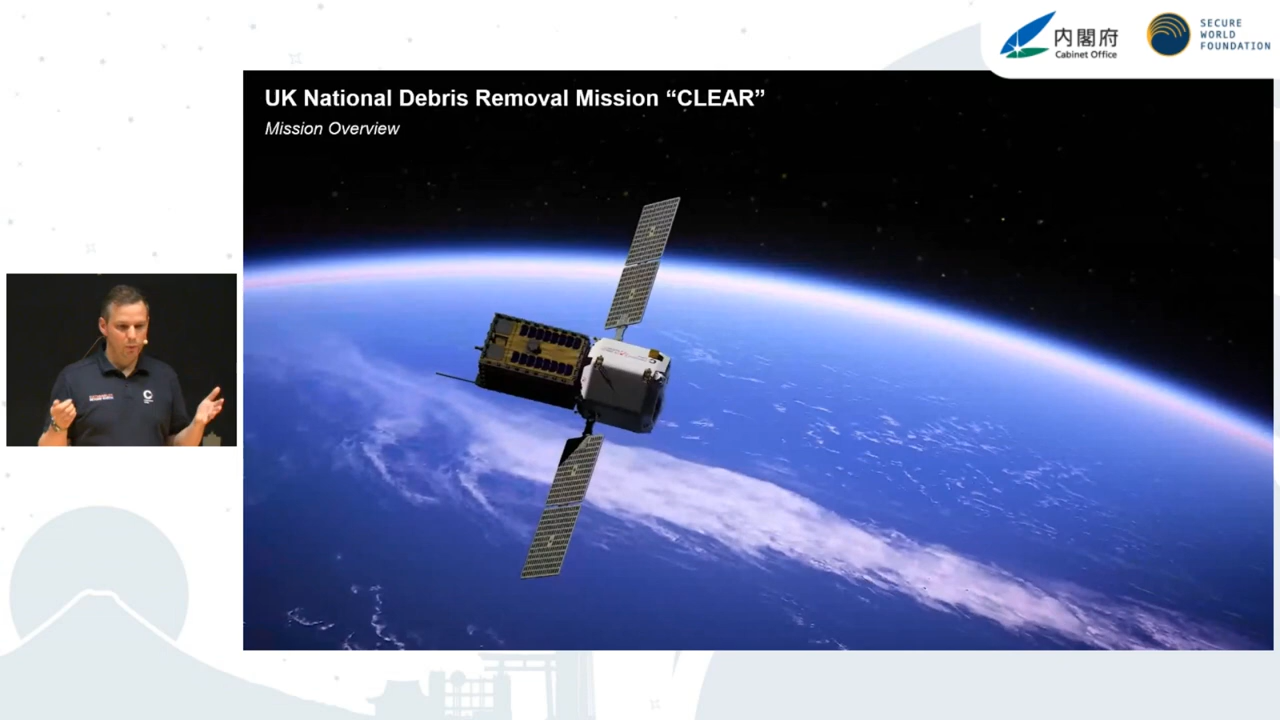 内閣府
Cabinet Office
SECURE
WORLD
FOUNDATION
UK National Debris Removal Mission “CLEAR”
Mission Overview